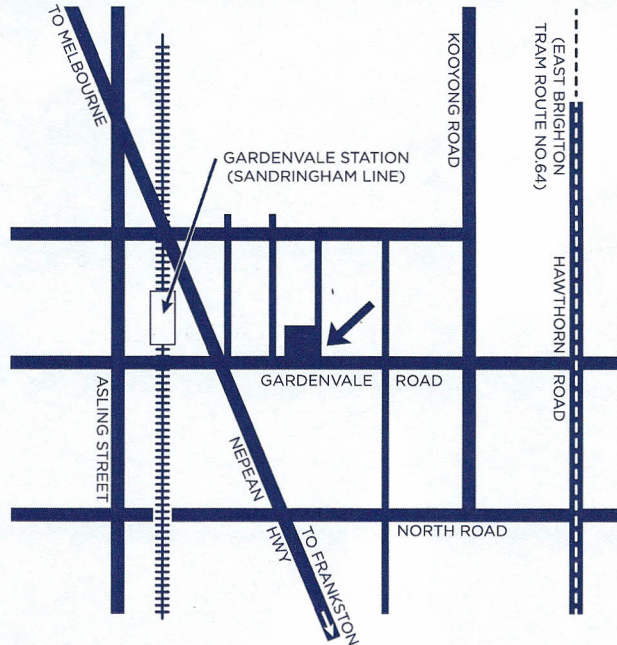 TO MELBOURNE
KOOYONG ROAD
(EAST BRIGHTON
TRAM ROUTE NO.64)
GARDENVALE STATION
(SANDRINGHAM LINE)
HAWTHORN ROAD
GARDENVALE ROAD
ASLING STREET
NEPEAN HWY
NORTH ROAD
TO FRANKSTON